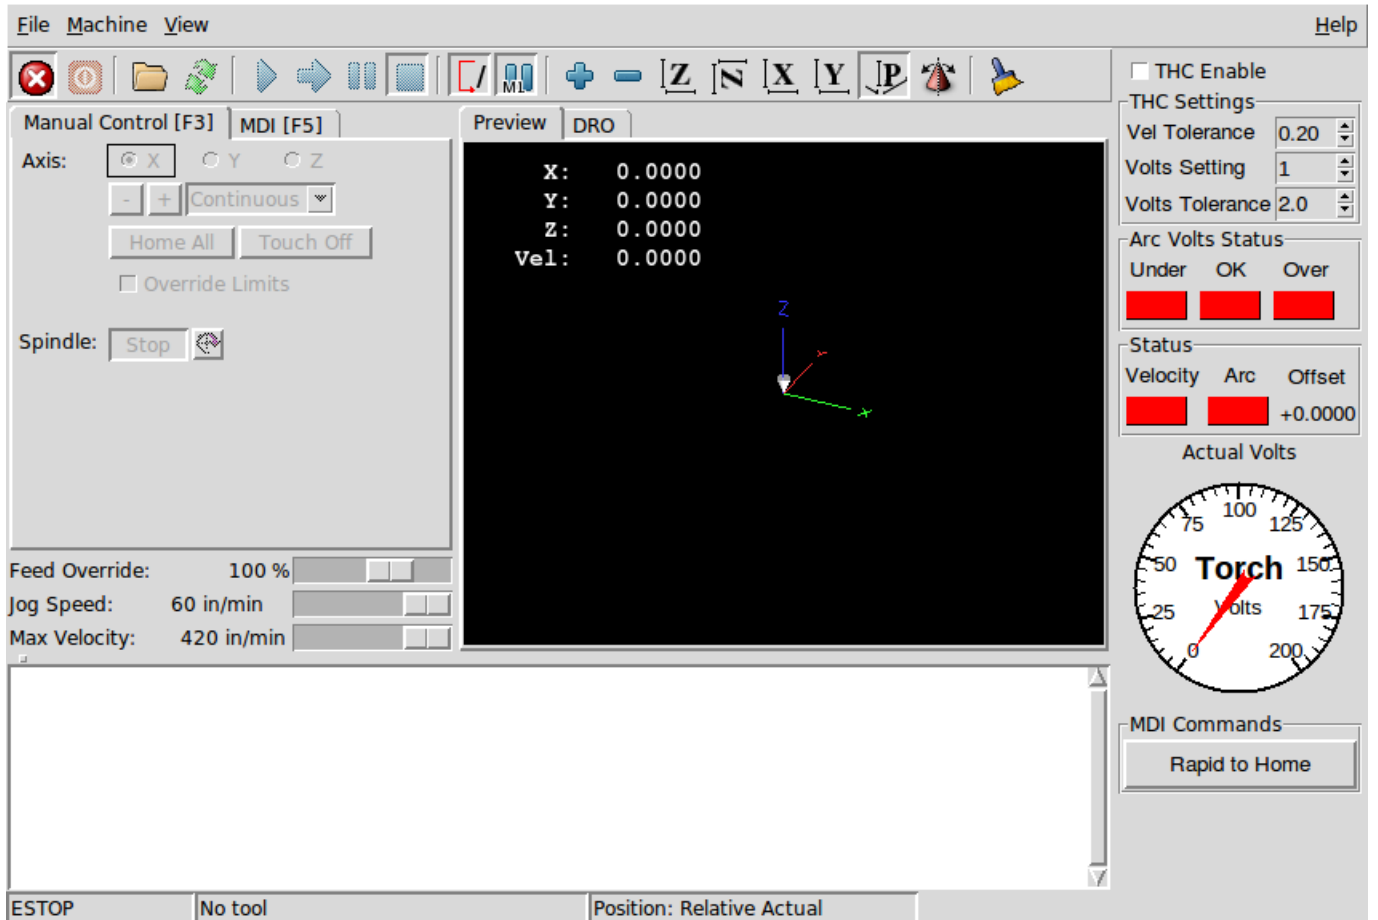 File Machine View Help
Z N X Y P
M1
THC Enable
THC Settings
Vel Tolerance 0.20
Volts Setting 1
Volts Tolerance 2.0
Arc Volts Status
Under OK Over
Status
Velocity Arc Offset
+0.0000
Actual Volts
0 25 50 75 100 125 150 175 200
Torch
Volts
MDI Commands
Rapid to Home
Manual Control [F3] MDI [F5]
Axis: X Y Z
- + Continuous
Home All Touch Off
Override Limits
Spindle: Stop
Feed Override: 100 %
Jog Speed: 60 in/min
Max Velocity: 420 in/min
Preview DRO
X: 0.0000
Y: 0.0000
Z: 0.0000
Vel: 0.0000
Z
Y
X
ESTOP No tool Position: Relative Actual